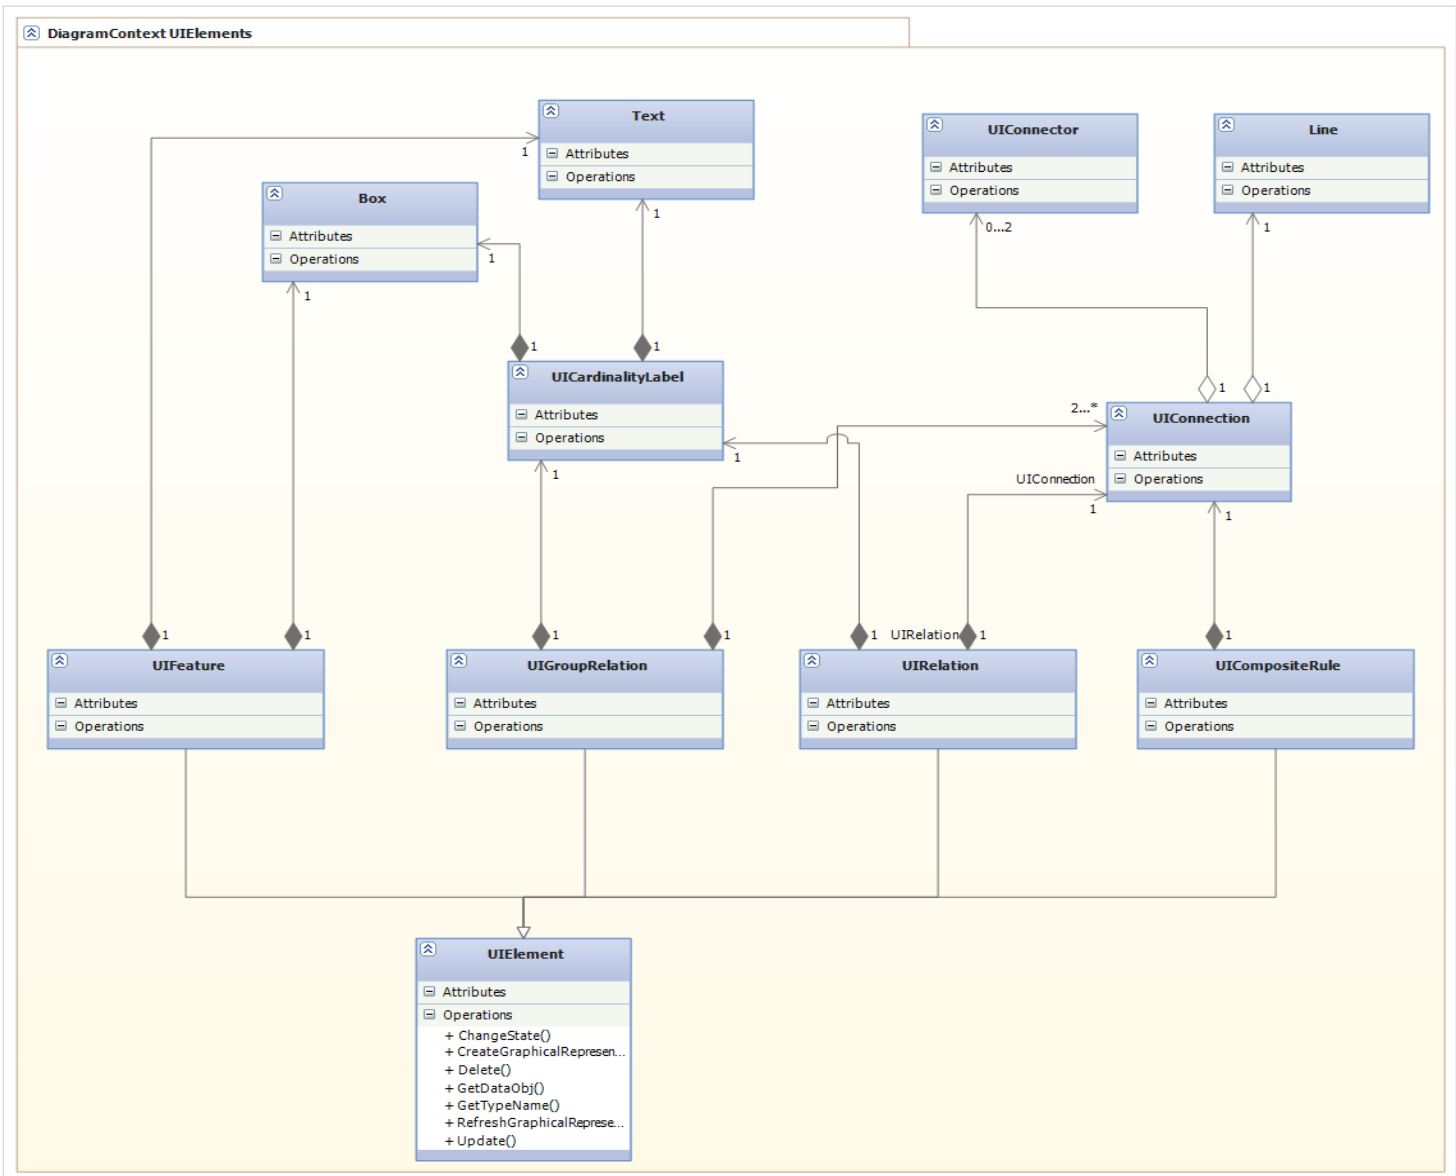 DiagramContext UIElements
Text
Attributes
Operations
1
1
UIConnector
Attributes
Operations
0...2
Line
Attributes
Operations
1
Box
Attributes
Operations
1
1
1
1
UICardinalityLabel
Attributes
Operations
1
1
1
1
2...*
UIConnection
Attributes
Operations
UIConnection
1
1
1
1
1
1
1
UIRelation
1
1
UIFeature
Attributes
Operations
UIGroupRelation
Attributes
Operations
UIRelation
Attributes
Operations
UICompositeRule
Attributes
Operations
UIElement
Attributes
Operations
+ ChangeState()
+ CreateGraphicalRepresen...
+ Delete()
+ GetDataObj()
+ GetTypeName()
+ RefreshGraphicalReprese...
+ Update()